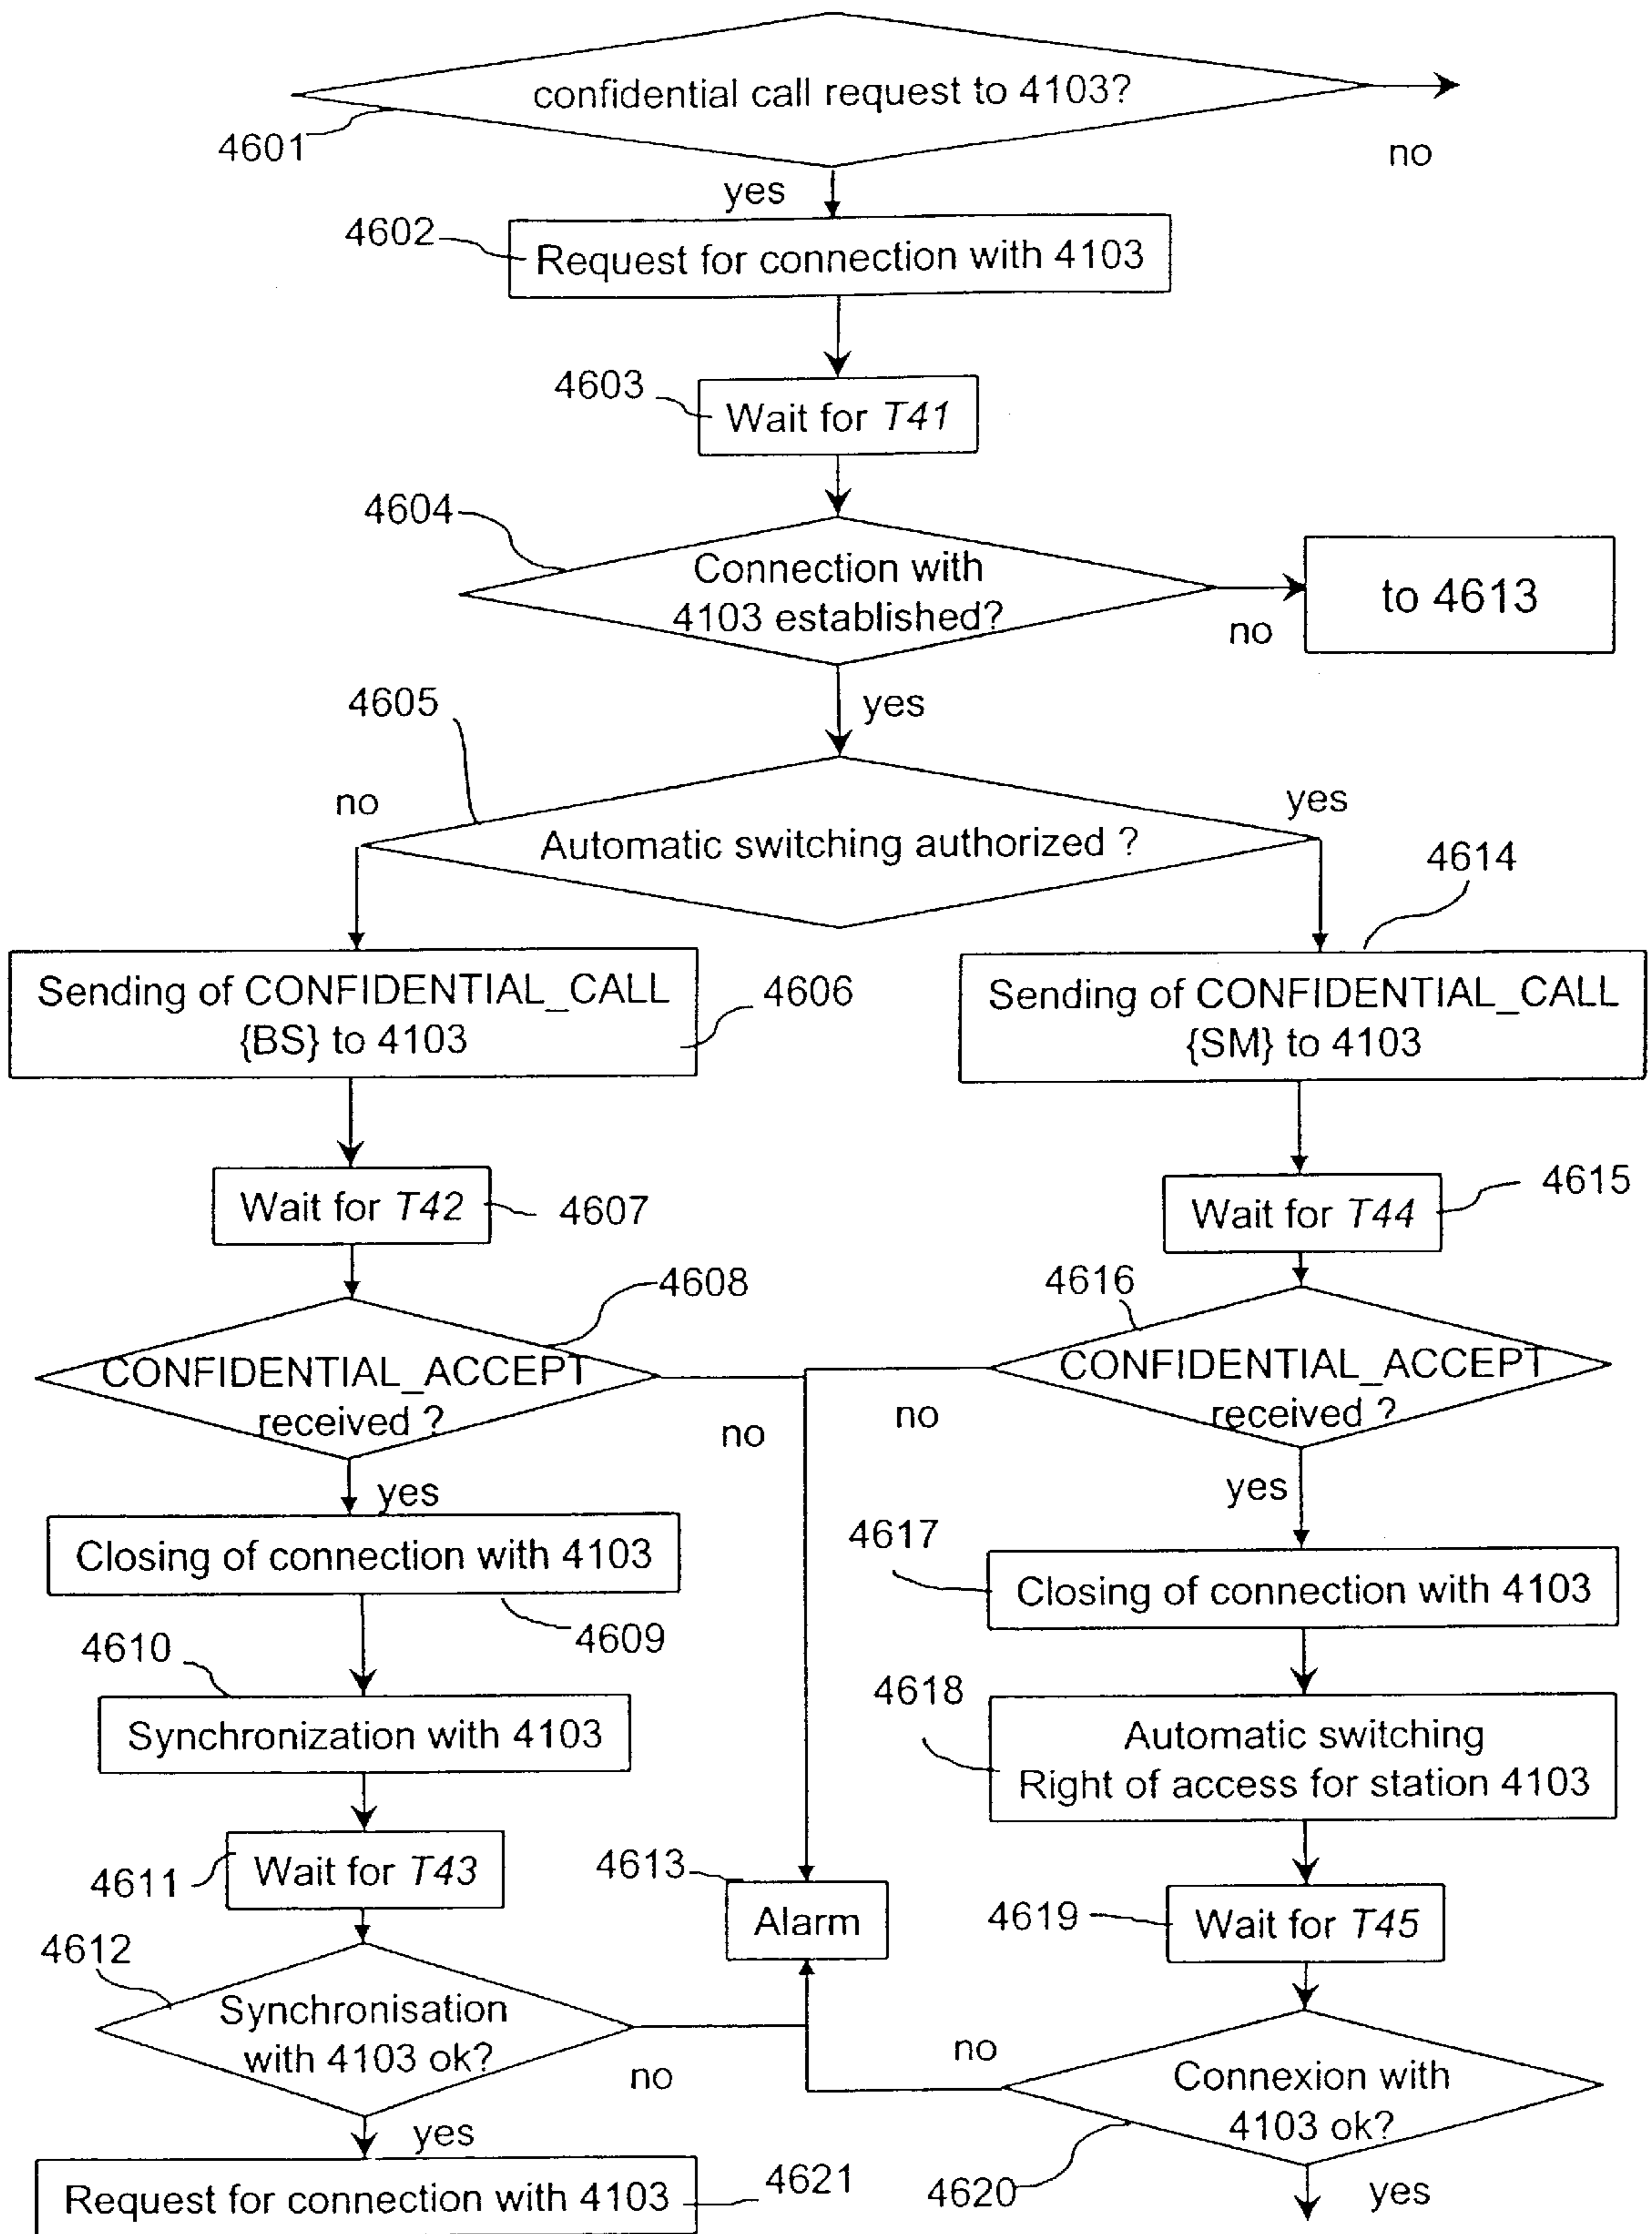 confidential call request to 4103?
4601
no
yes
4602
Request for connection with 4103
4603
Wait for T41
4604
Connection with
4103 established?
to 4613
no
4605
yes
no
yes
Automatic switching authorized ?
4614
Sending of CONFIDENTIAL_CALL
{BS} to 4103
4606
Sending of CONFIDENTIAL_CALL
{SM} to 4103
Wait for T42
4607
Wait for T44
4615
4608
4616
CONFIDENTIAL_ACCEPT
received ?
CONFIDENTIAL_ACCEPT
received ?
no
no
yes
yes
Closing of connection with 4103
4609
4617
Closing of connection with 4103
4610
Synchronization with 4103
4618
Automatic switching
Right of access for station 4103
4611
Wait for T43
4613
Alarm
4619
Wait for T45
4612
Synchronisation
with 4103 ok?
no
no
Connexion with
4103 ok?
yes
Request for connection with 4103
4621
4620
yes